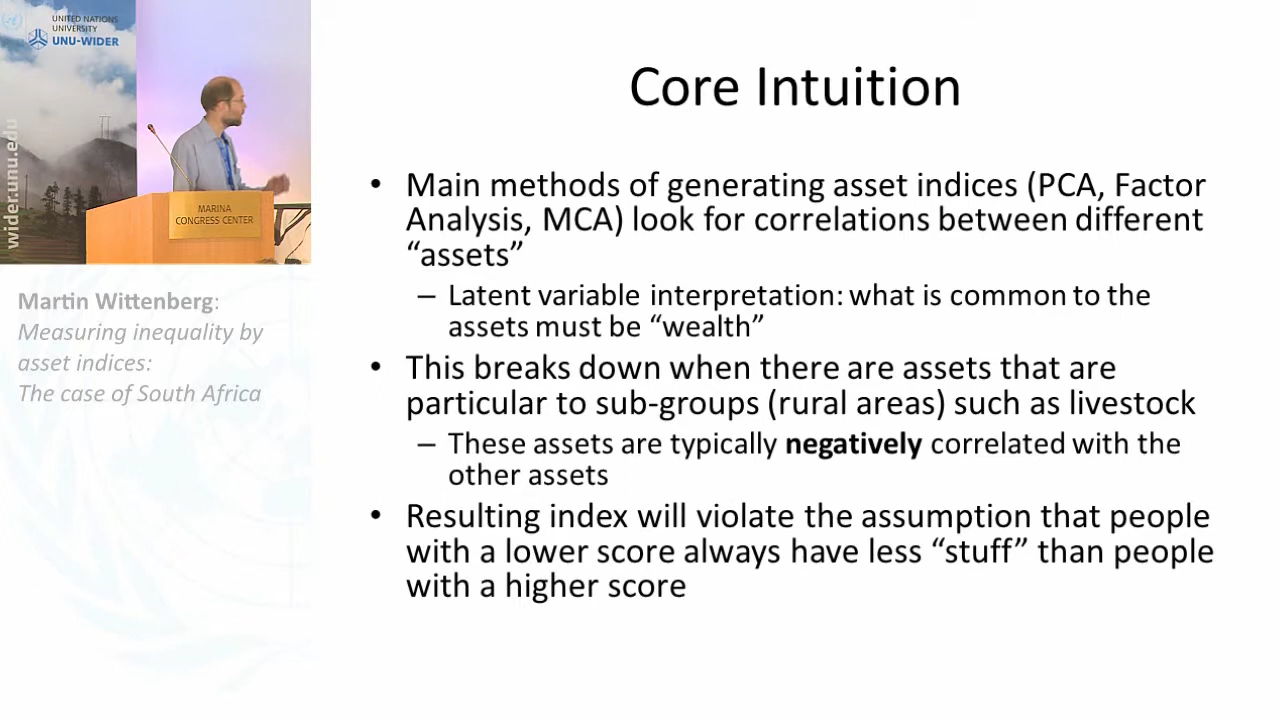 UNITED NATIONS
UNIVERSITY
UNU-WIDER
wider.unu.edu
MARINA
CONGRESS CENTER
Martin Wittenberg:
Measuring inequality by
asset indices:
The case of South Africa
Core Intuition
• Main methods of generating asset indices (PCA, Factor
Analysis, MCA) look for correlations between different
“assets”
– Latent variable interpretation: what is common to the
assets must be “wealth”
• This breaks down when there are assets that are
particular to sub-groups (rural areas) such as livestock
– These assets are typically negatively correlated with the
other assets
• Resulting index will violate the assumption that people
with a lower score always have less “stuff” than people
with a higher score